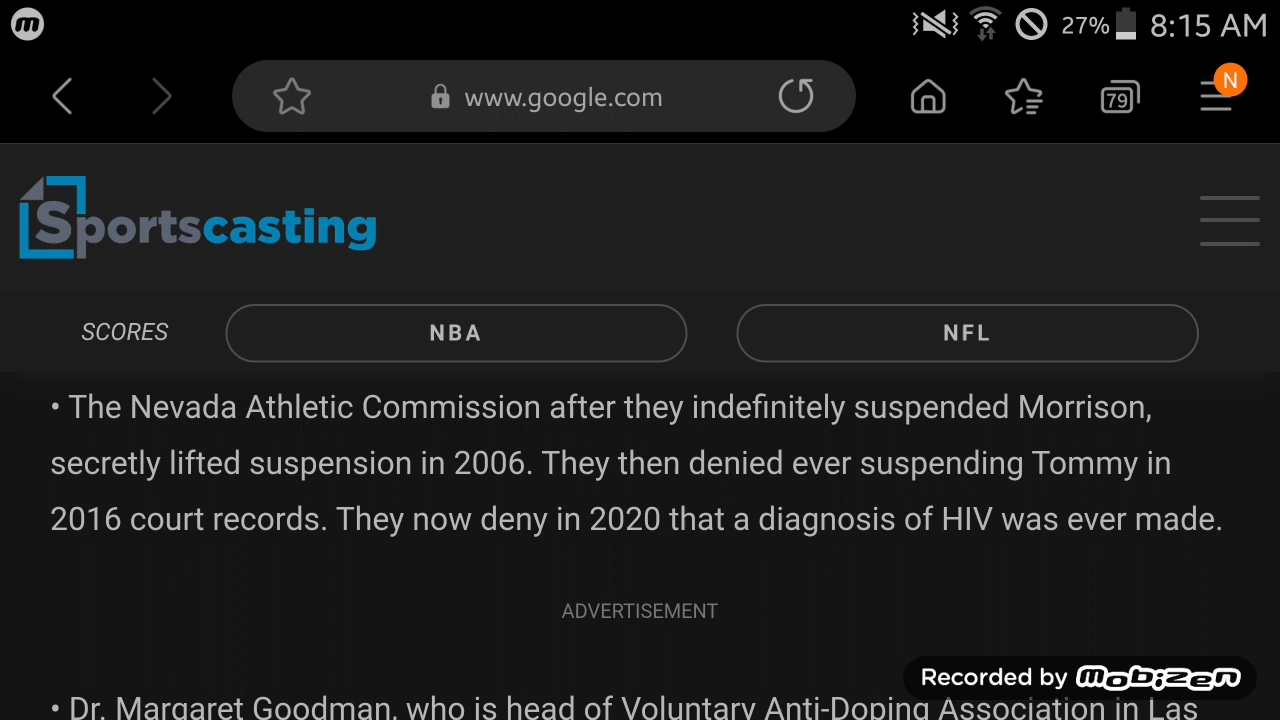 m
27% 8:15 AM
www.google.com
79
N
Sportscasting
SCORES
NBA
NFL
• The Nevada Athletic Commission after they indefinitely suspended Morrison,
secretly lifted suspension in 2006. They then denied ever suspending Tommy in
2016 court records. They now deny in 2020 that a diagnosis of HIV was ever made.
ADVERTISEMENT
Recorded by mobizen
• Dr. Margaret Goodman, who is head of Voluntary Anti-Doping Association in Las